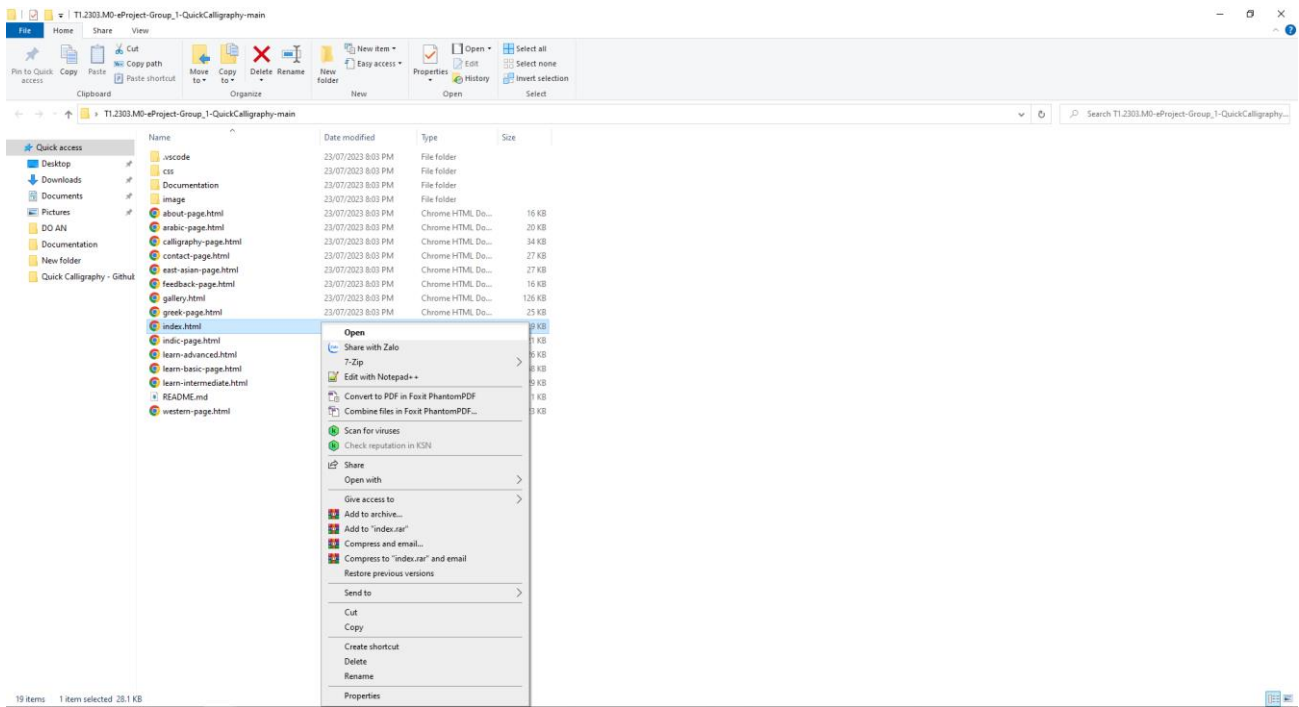 T1.2303.M0-eProject-Group_1-QuickCalligraphy-main
File Home Share View
Pin to Quick access
Copy
Paste
Cut
Copy path
Paste shortcut
Clipboard
Move to
Copy to
Delete
Rename
Organize
New folder
New item
Easy access
New
Properties
Open
Edit
History
Open
Select all
Select none
Invert selection
Select
T1.2303.M0-eProject-Group_1-QuickCalligraphy-main
Search T1.2303.M0-eProject-Group_1-QuickCalligraphy...
Quick access
Desktop
Downloads
Documents
Pictures
DO AN
Documentation
New folder
Quick Calligraphy - Github
Name Date modified Type Size
.vscode 23/07/2023 8:03 PM File folder
css 23/07/2023 8:03 PM File folder
Documentation 23/07/2023 8:03 PM File folder
image 23/07/2023 8:03 PM File folder
about-page.html 23/07/2023 8:03 PM Chrome HTML Do... 16 KB
arabic-page.html 23/07/2023 8:03 PM Chrome HTML Do... 20 KB
calligraphy-page.html 23/07/2023 8:03 PM Chrome HTML Do... 34 KB
contact-page.html 23/07/2023 8:03 PM Chrome HTML Do... 27 KB
east-asian-page.html 23/07/2023 8:03 PM Chrome HTML Do... 27 KB
feedback-page.html 23/07/2023 8:03 PM Chrome HTML Do... 16 KB
gallery.html 23/07/2023 8:03 PM Chrome HTML Do... 126 KB
greek-page.html 23/07/2023 8:03 PM Chrome HTML Do... 25 KB
index.html 9 KB
indic-page.html 1 KB
learn-advanced.html 6 KB
learn-basic-page.html 8 KB
learn-intermediate.html 9 KB
README.md 1 KB
western-page.html 3 KB
Open
Share with Zalo
7-Zip
Edit with Notepad++
Convert to PDF in Foxit PhantomPDF
Combine files in Foxit PhantomPDF...
Scan for viruses
Check reputation in KSN
Share
Open with
Give access to
Add to archive...
Add to "index.rar"
Compress and email...
Compress to "index.rar" and email
Restore previous versions
Send to
Cut
Copy
Create shortcut
Delete
Rename
Properties
19 items 1 item selected 28.1 KB